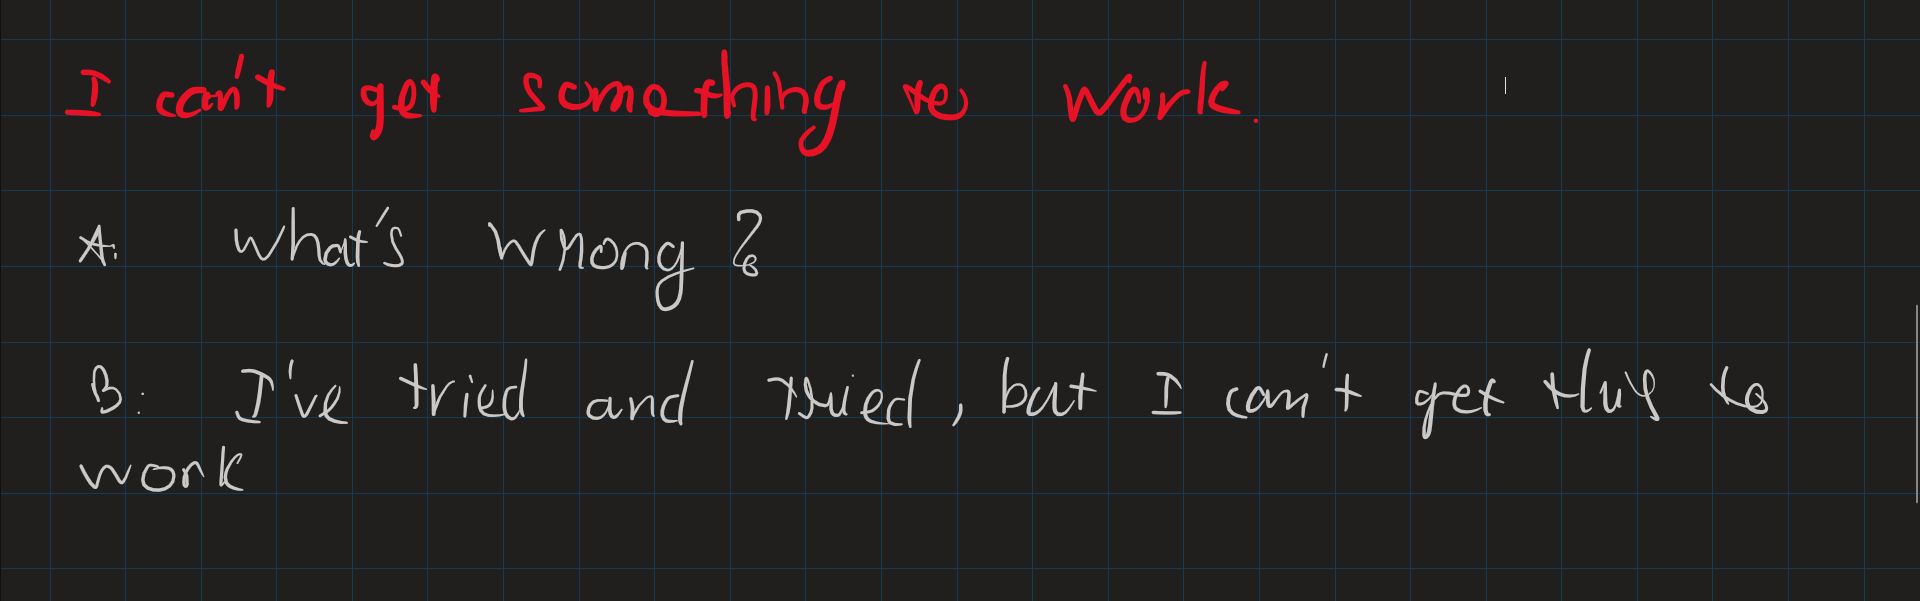 I can't get something to work.
A. What's wrong?
B: I've tried and tried, but I can't get this to
work